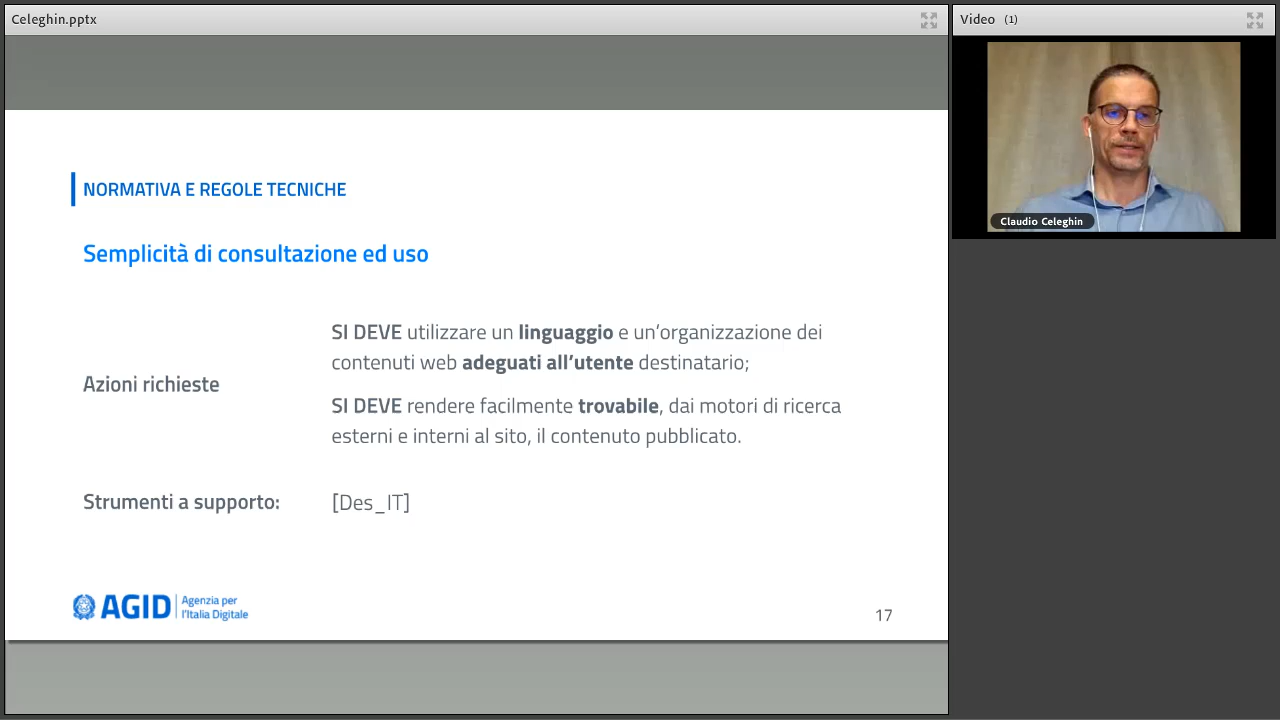 Celeghin.pptx
Video (1)
Claudio Celeghin
NORMATIVA E REGOLE TECNICHE
Semplicità di consultazione ed uso
Azioni richieste
SI DEVE utilizzare un linguaggio e un’organizzazione dei
contenuti web adeguati all’utente destinatario;
SI DEVE rendere facilmente trovabile, dai motori di ricerca
esterni e interni al sito, il contenuto pubblicato.
Strumenti a supporto: [Des_IT]
AGID Agenzia per
l’Italia Digitale
17